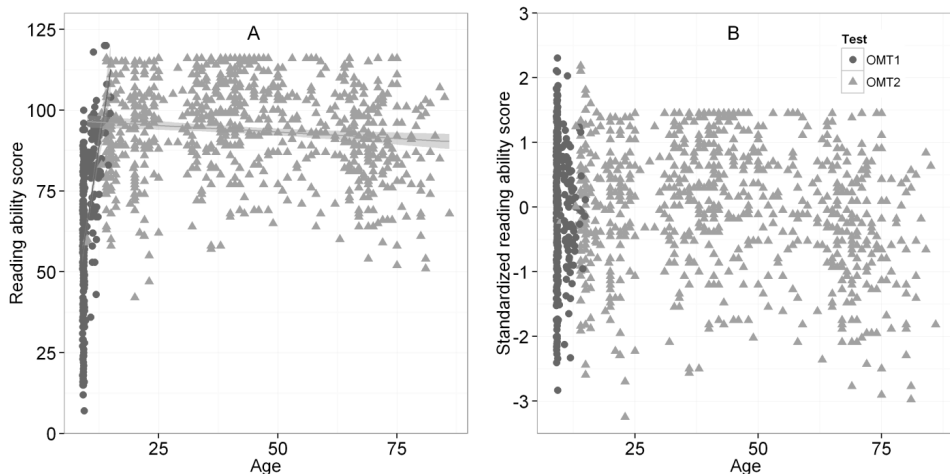 A
Reading ability score
125
100
75
50
25
0
25
50
75
Age
B
Standardized reading ability score
3
2
1
0
-1
-2
-3
25
50
75
Age
Test
OMT1
OMT2